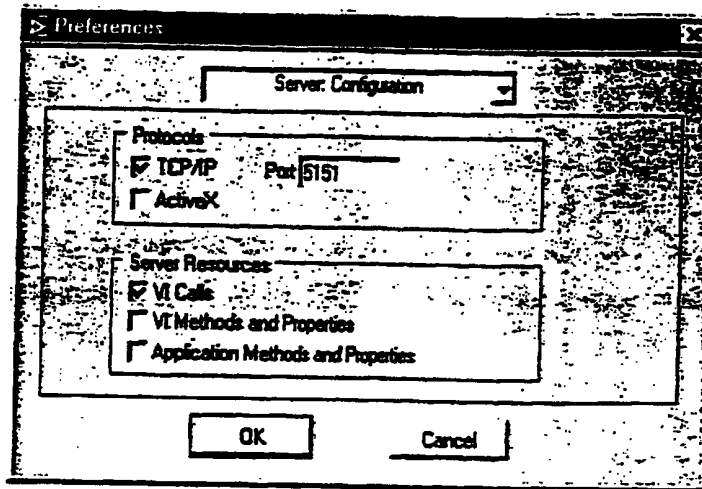 Preferences
Server: Configuration
Protocols
TCP/IP Port 5151
ActiveX
Server Resources
VI Calls
VI Methods and Properties
Application Methods and Properties
OK Cancel